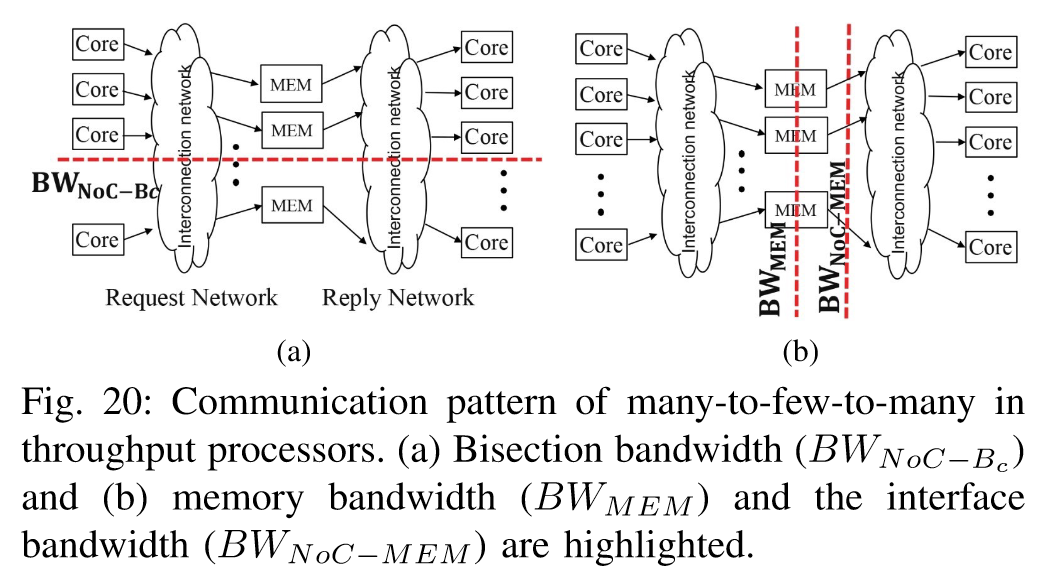 Core
Core
Core
Core
Interconnection network
MEM
MEM
MEM
Interconnection network
Core
Core
Core
Core
BW_{NoC-Bc}
Request Network
Reply Network
(a)
Core
Core
Core
Core
Interconnection network
MEM
MEM
MEM
BW_{MEM}
BW_{NoC-MEM}
Interconnection network
Core
Core
Core
Core
(b)
Fig. 20: Communication pattern of many-to-few-to-many in
throughput processors. (a) Bisection bandwidth (BW_{NoC-B_c})
and (b) memory bandwidth (BW_{MEM}) and the interface
bandwidth (BW_{NoC-MEM}) are highlighted.